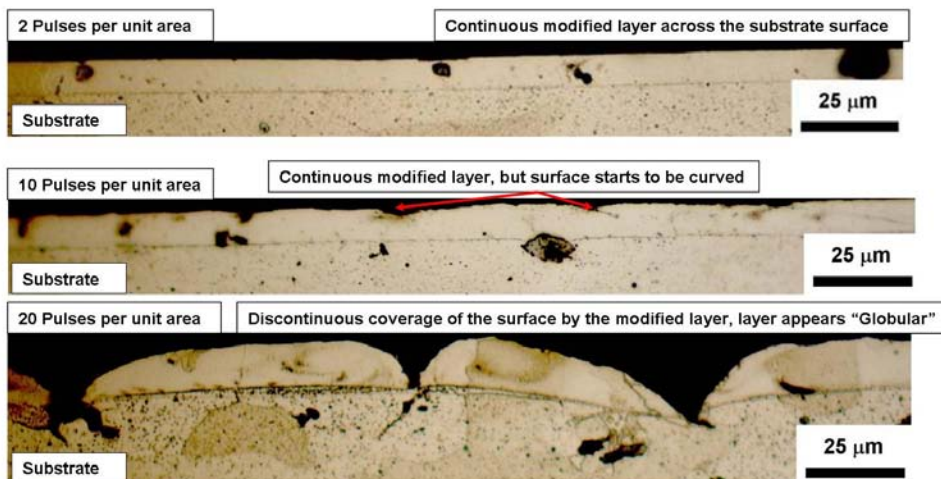 2 Pulses per unit area
Continuous modified layer across the substrate surface
25 μm
Substrate
10 Pulses per unit area
Continuous modified layer, but surface starts to be curved
25 μm
Substrate
20 Pulses per unit area
Discontinuous coverage of the surface by the modified layer, layer appears “Globular”
25 μm
Substrate